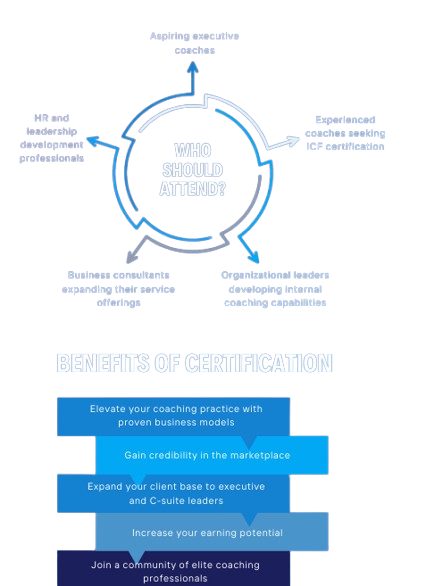 Aspiring executive
coaches
Experienced
coaches seeking
ICF certification
HR and
leadership
development
professionals
WHO
SHOULD
ATTEND?
Business consultants
expanding their service
offerings
Organizational leaders
developing internal
coaching capabilities
BENEFITS OF CERTIFICATION
Elevate your coaching practice with
proven business models
Gain credibility in the marketplace
Expand your client base to executive
and C-suite leaders
Increase your earning potential
Join a community of elite coaching
professionals